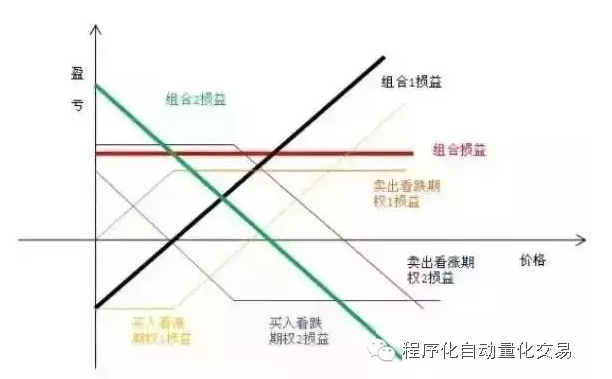 盈
亏
组合2损益
组合1损益
组合损益
卖出看跌期
权1损益
价格
卖出看涨期
权2损益
买入看涨
期权1损益
买入看跌
期权2损益
程序化自动量化交易